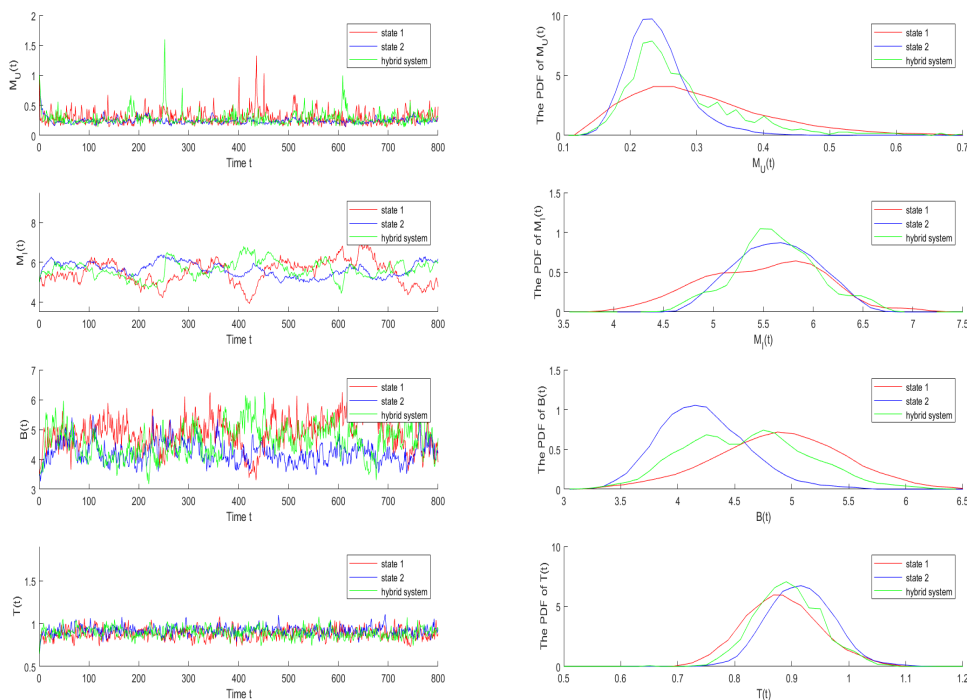 2
1.5
1
0.5
0
M_U(t)
0 100 200 300 400 500 600 700 800
Time t
state 1
state 2
hybrid system
10
5
0
The PDF of M_U(t)
0.1 0.2 0.3 0.4 0.5 0.6 0.7
M_U(t)
state 1
state 2
hybrid system
8
6
4
M_I(t)
0 100 200 300 400 500 600 700 800
Time t
state 1
state 2
hybrid system
1.5
1
0.5
0
The PDF of M_I(t)
3.5 4 4.5 5 5.5 6 6.5 7 7.5
M_I(t)
state 1
state 2
hybrid system
7
6
5
4
3
B(t)
0 100 200 300 400 500 600 700 800
Time t
state 1
state 2
hybrid system
1.5
1
0.5
0
The PDF of B(t)
3 3.5 4 4.5 5 5.5 6 6.5
B(t)
state 1
state 2
hybrid system
1.5
1
0.5
T(t)
0 100 200 300 400 500 600 700 800
Time t
state 1
state 2
hybrid system
10
5
0
The PDF of T(t)
0.5 0.6 0.7 0.8 0.9 1 1.1 1.2
T(t)
state 1
state 2
hybrid system